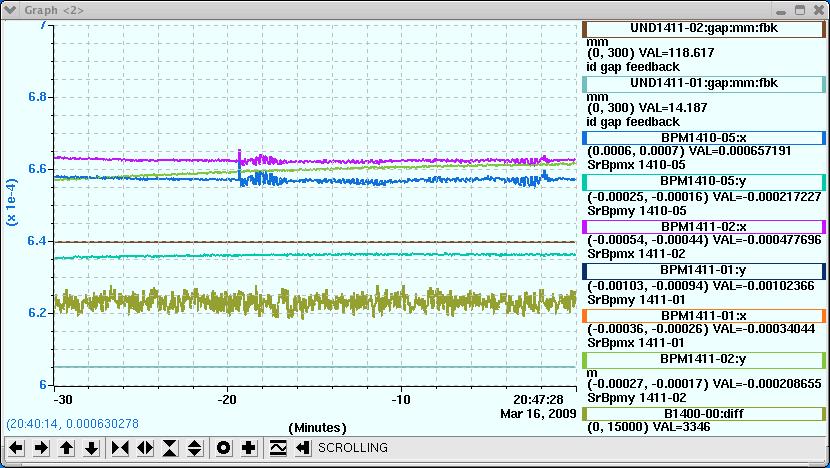 Graph <2>
7
6.8
6.6
6.4
6.2
6
(x 1e-4)
-30
-20
-10
20:47:28
Mar 16, 2009
(Minutes)
(20:40:14, 0.000630278
SCROLLING
UND1411-02:gap:mm:fbk
mm
(0, 300) VAL=118.617
id gap feedback
UND1411-01:gap:mm:fbk
mm
(0, 300) VAL=14.187
id gap feedback
BPM1410-05:x
(0.0006, 0.0007) VAL=0.000657191
SrBpmx 1410-05
BPM1410-05:y
(-0.00025, -0.00016) VAL=-0.000217227
SrBpmy 1410-05
BPM1411-02:x
(-0.00054, -0.00044) VAL=-0.000477696
SrBpmx 1411-02
BPM1411-01:y
(-0.00103, -0.00094) VAL=-0.00102366
SrBpmy 1411-01
BPM1411-01:x
(-0.00036, -0.00026) VAL=-0.00034044
SrBpmx 1411-01
BPM1411-02:y
m
(-0.00027, -0.00017) VAL=-0.000208655
SrBpmy 1411-02
B1400-00:diff
(0, 15000) VAL=3346